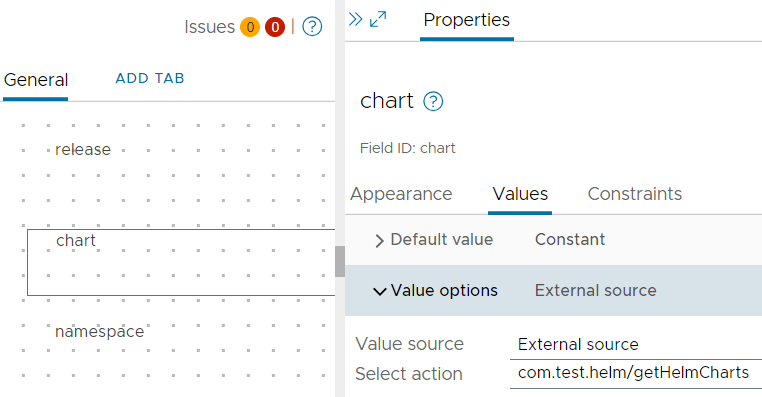 Issues 0 0 | ?
General ADD TAB
release
chart
namespace
Properties
chart ?
Field ID: chart
Appearance Values Constraints
Default value Constant
Value options External source
Value source External source
Select action com.test.helm/getHelmCharts